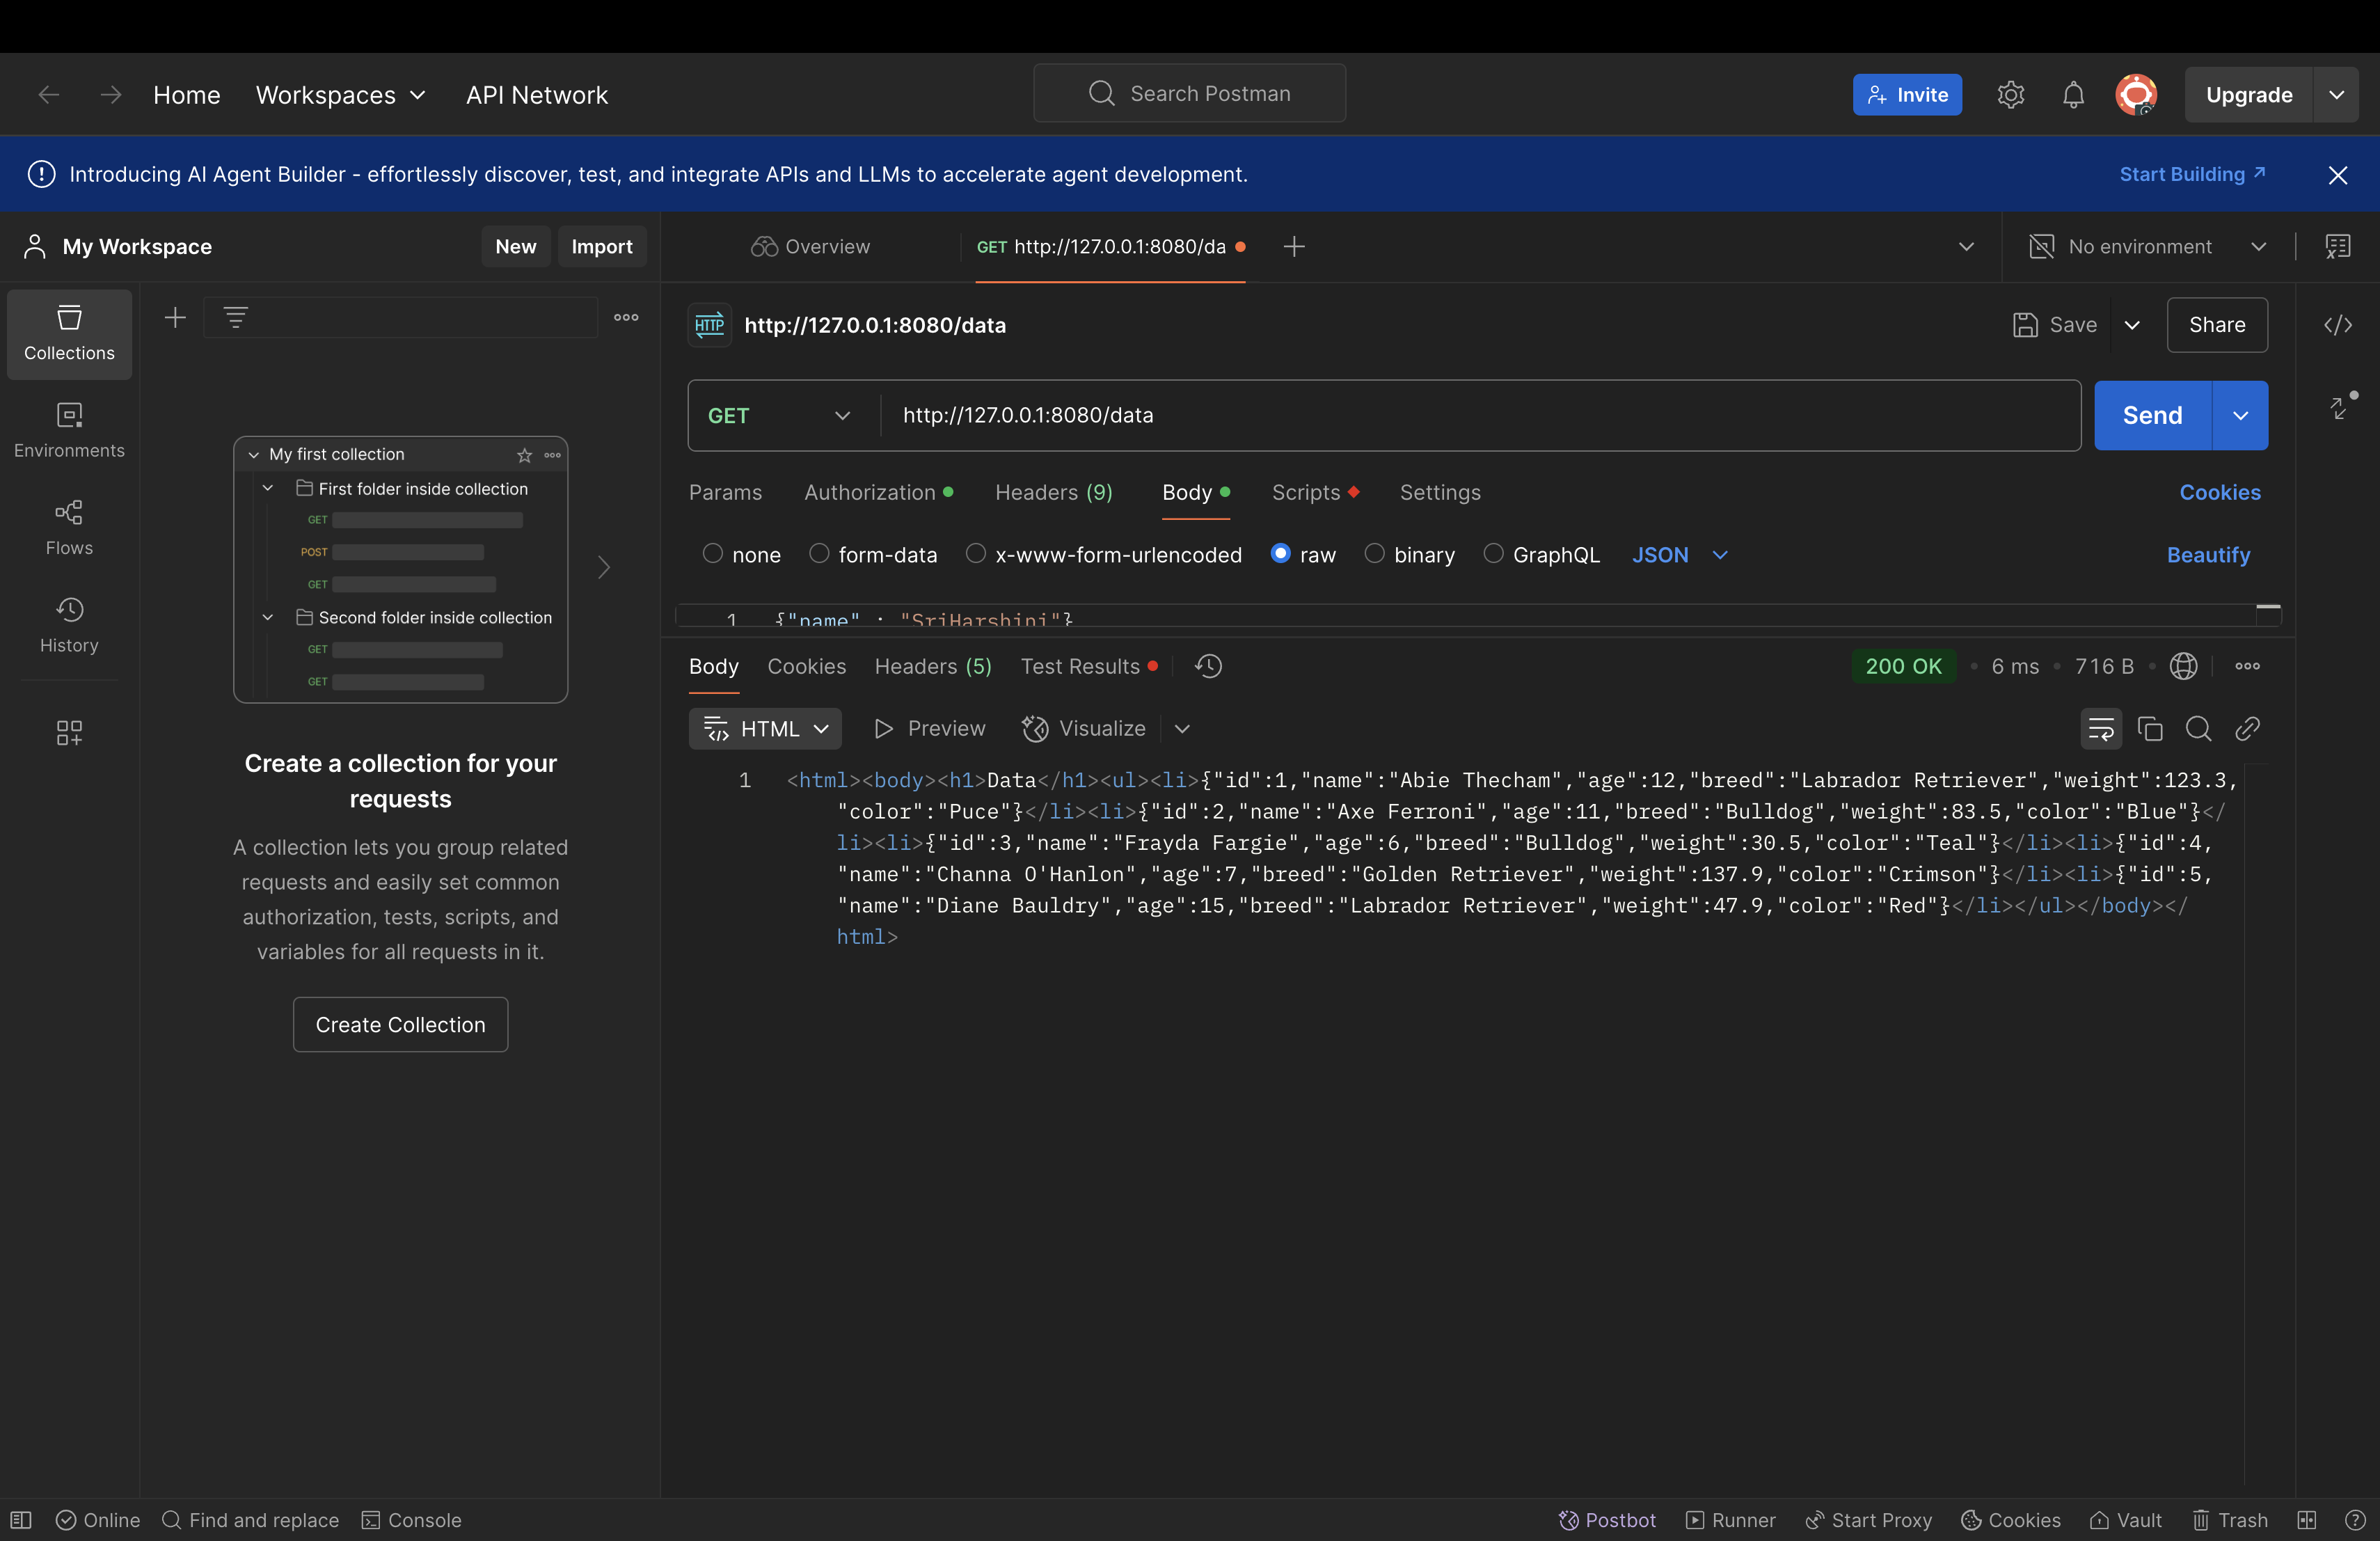 Home Workspaces API Network Search Postman Invite Upgrade
Introducing AI Agent Builder - effortlessly discover, test, and integrate APIs and LLMs to accelerate agent development. Start Building
My Workspace New Import
Overview GET http://127.0.0.1:8080/da No environment
Collections
Environments
Flows
History
My first collection
First folder inside collection
GET
POST
GET
Second folder inside collection
GET
GET
Create a collection for your
requests
A collection lets you group related
requests and easily set common
authorization, tests, scripts, and
variables for all requests in it.
Create Collection
HTTP http://127.0.0.1:8080/data Save Share
GET http://127.0.0.1:8080/data Send
Params Authorization Headers (9) Body Scripts Settings Cookies
none form-data x-www-form-urlencoded raw binary GraphQL JSON Beautify
1 {"name" : "SriHarshini"}
Body Cookies Headers (5) Test Results 200 OK 6 ms 716 B
HTML Preview Visualize
1 <html><body><h1>Data</h1><ul><li>{"id":1,"name":"Abie Thecham","age":12,"breed":"Labrador Retriever","weight":123.3,
"color":"Puce"}</li><li>{"id":2,"name":"Axe Ferroni","age":11,"breed":"Bulldog","weight":83.5,"color":"Blue"}</
li><li>{"id":3,"name":"Frayda Fargie","age":6,"breed":"Bulldog","weight":30.5,"color":"Teal"}</li><li>{"id":4,
"name":"Channa O'Hanlon","age":7,"breed":"Golden Retriever","weight":137.9,"color":"Crimson"}</li><li>{"id":5,
"name":"Diane Bauldry","age":15,"breed":"Labrador Retriever","weight":47.9,"color":"Red"}</li></ul></body></
html>
Online Find and replace Console Postbot Runner Start Proxy Cookies Vault Trash